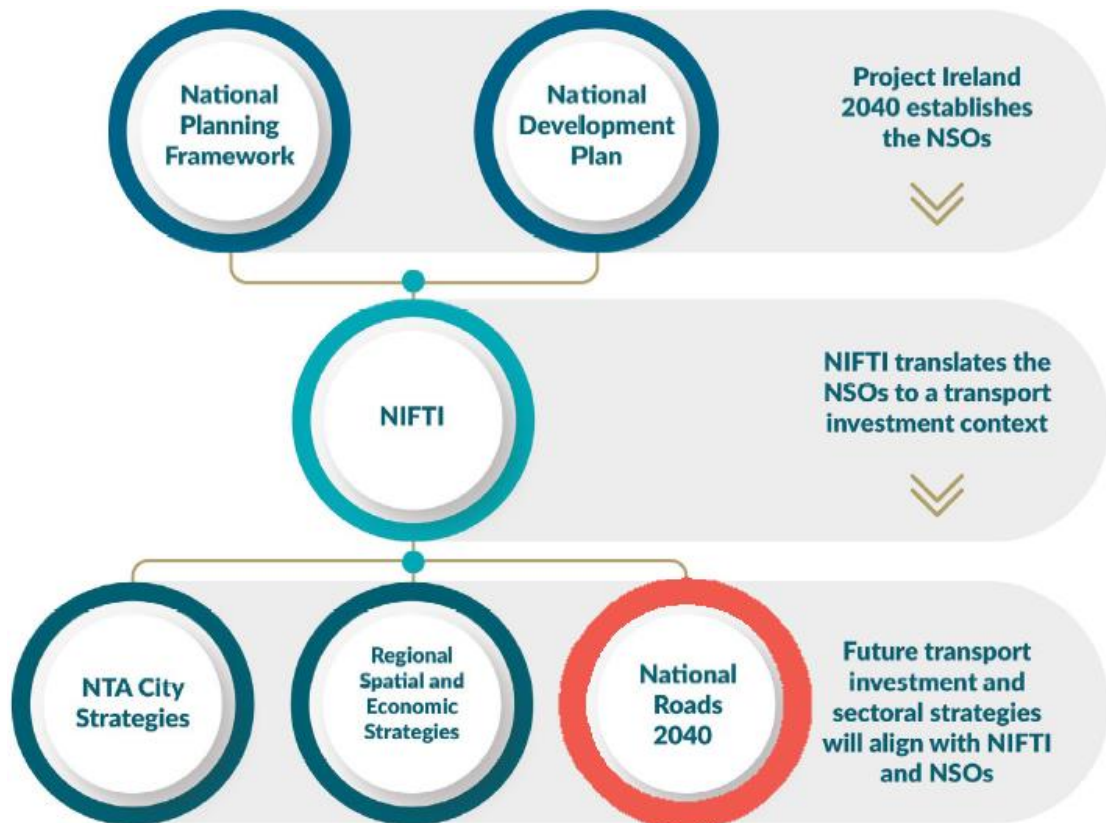 National
Planning
Framework
National
Development
Plan
Project Ireland
2040 establishes
the NSOs
NIFTI
NIFTI translates the
NSOs to a transport
investment context
NTA City
Strategies
Regional
Spatial and
Economic
Strategies
National
Roads
2040
Future transport
investment and
sectoral strategies
will align with NIFTI
and NSOs